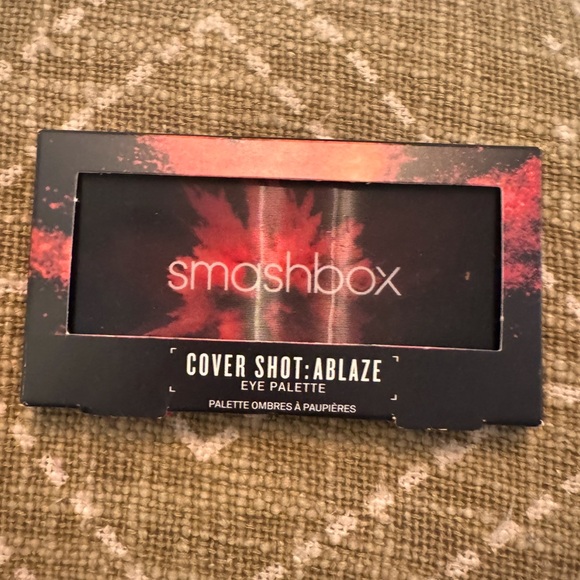 smashbox
COVER SHOT: ABLAZE
EYE PALETTE
PALETTE OMBRES À PAUPIÈRES